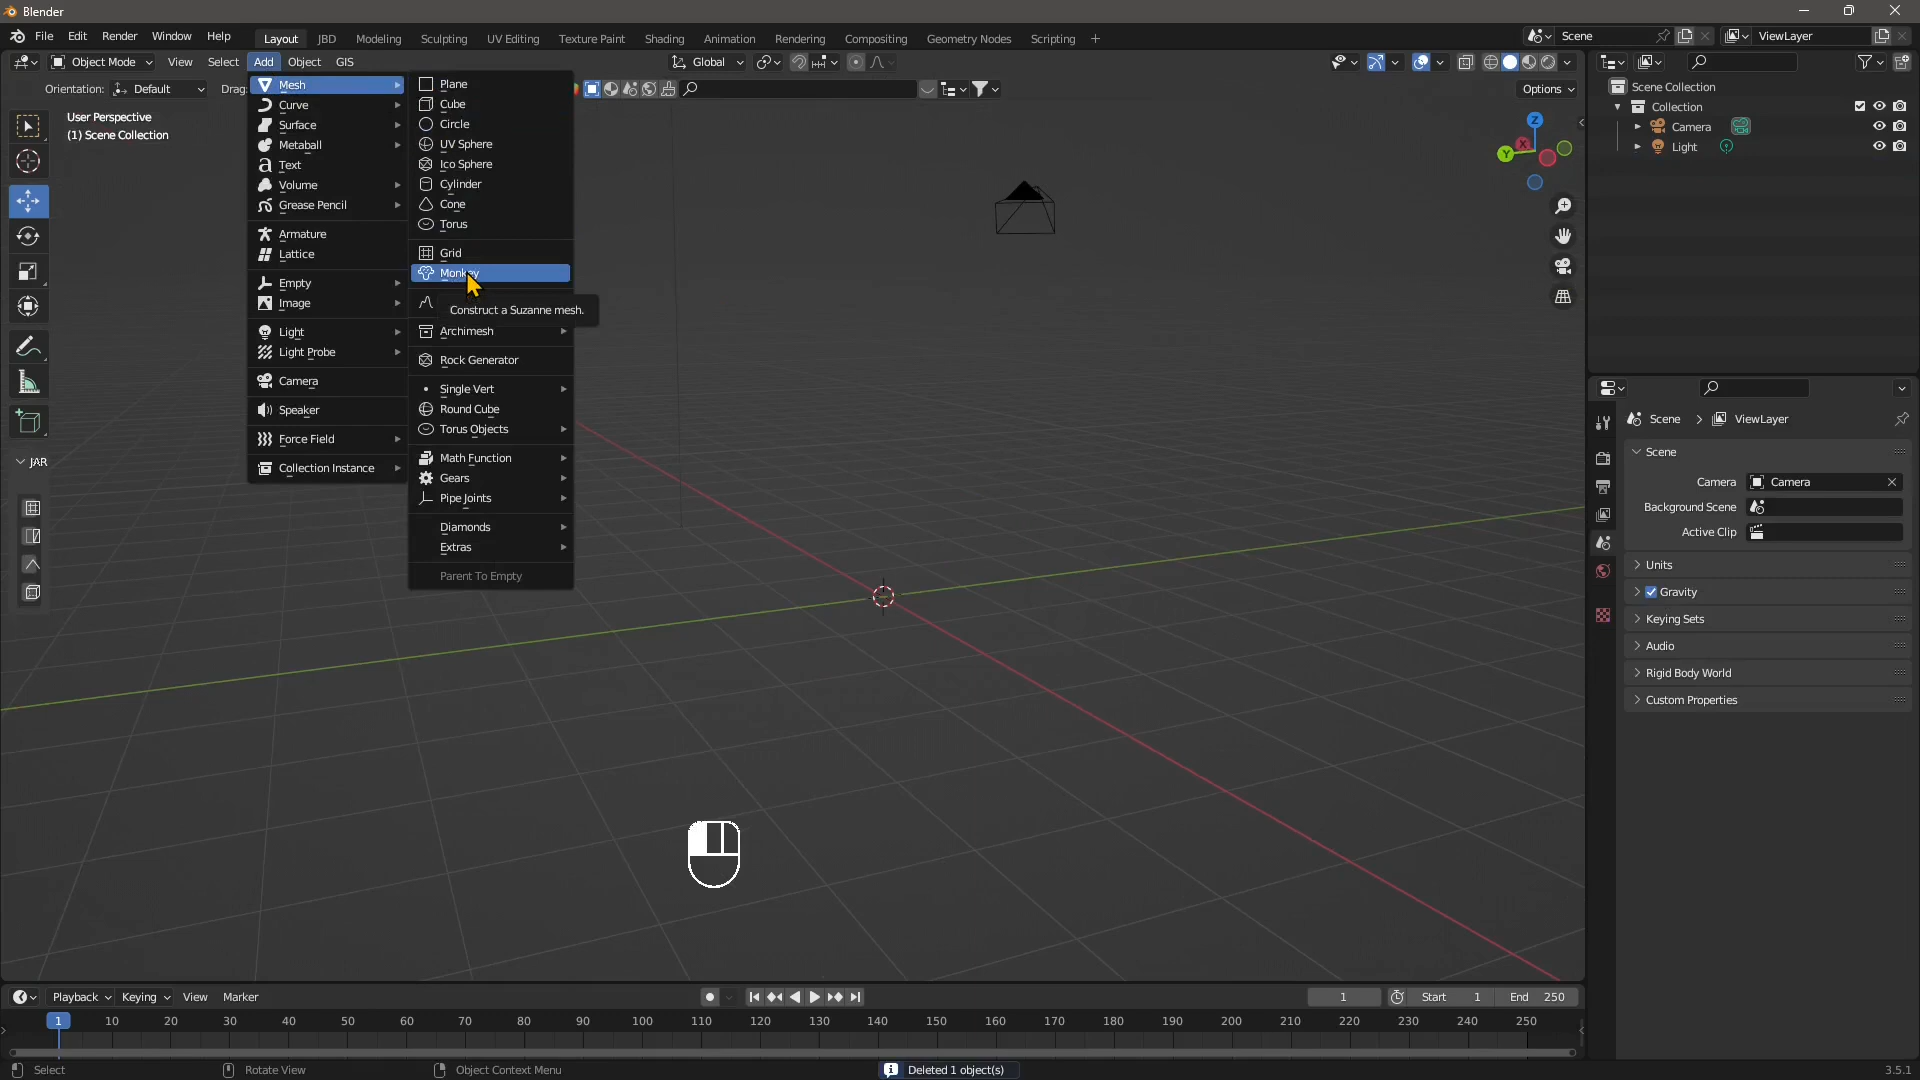 Blender
File Edit Render Window Help Layout JBD Modeling Sculpting UV Editing Texture Paint Shading Animation Rendering Compositing Geometry Nodes Scripting + Scene ViewLayer
Object Mode View Select Add Object GIS Global
Orientation: Default Drag: Options
User Perspective
(1) Scene Collection
Mesh
Curve
Surface
Metaball
Text
Volume
Grease Pencil
Armature
Lattice
Empty
Image
Light
Light Probe
Camera
Speaker
Force Field
Collection Instance
Plane
Cube
Circle
UV Sphere
Ico Sphere
Cylinder
Cone
Torus
Grid
Monkey
Construct a Suzanne mesh.
Archimesh
Rock Generator
Single Vert
Round Cube
Torus Objects
Math Function
Gears
Pipe Joints
Diamonds
Extras
Parent To Empty
JAR
Z
Y
X
Scene Collection
Collection
Camera
Light
Scene > ViewLayer
Scene
Camera Camera
Background Scene
Active Clip
Units
Gravity
Keying Sets
Audio
Rigid Body World
Custom Properties
Playback Keying View Marker 1 Start 1 End 250
1 10 20 30 40 50 60 70 80 90 100 110 120 130 140 150 160 170 180 190 200 210 220 230 240 250
Select Rotate View Object Context Menu Deleted 1 object(s) 3.5.1